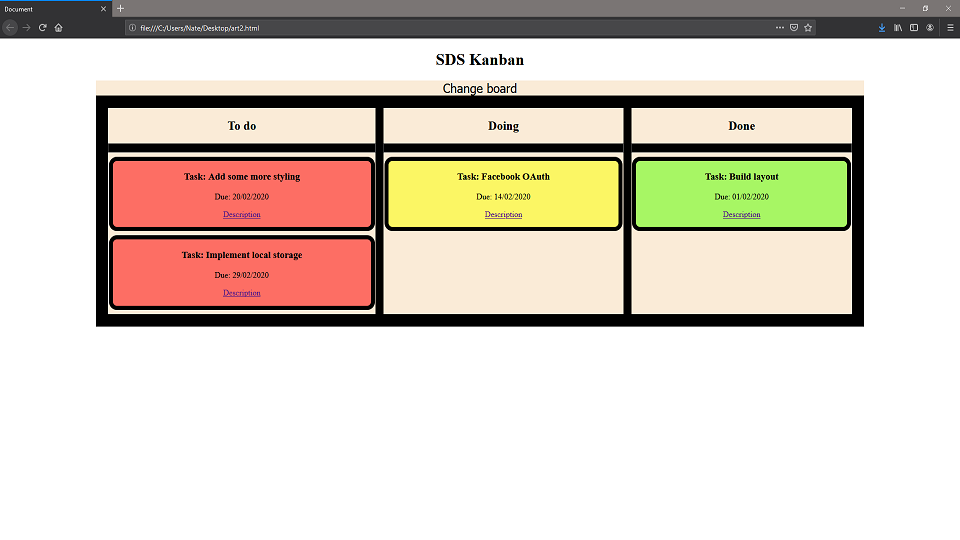 Document
file:///C:/Users/Nate/Desktop/art2.html
SDS Kanban
Change board
To do
Doing
Done
Task: Add some more styling
Due: 20/02/2020
Description
Task: Facebook OAuth
Due: 14/02/2020
Description
Task: Build layout
Due: 01/02/2020
Description
Task: Implement local storage
Due: 29/02/2020
Description